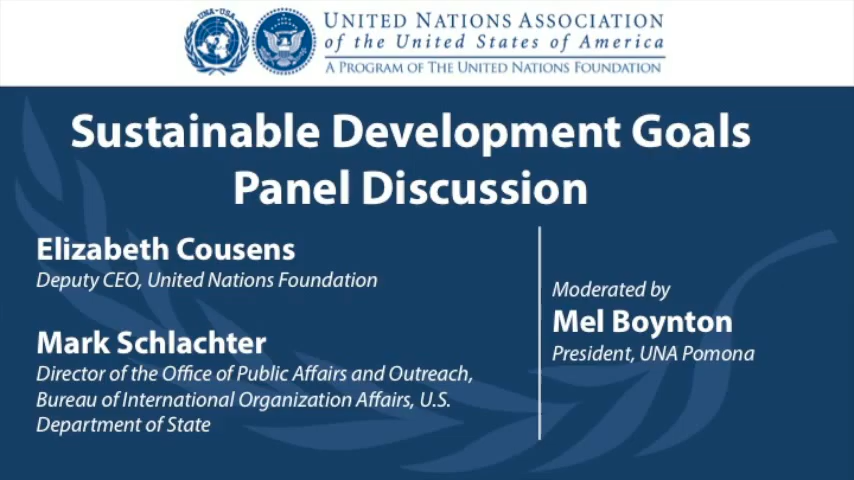 UNA-USA
UNITED NATIONS ASSOCIATION
of the United States of America
A PROGRAM OF THE UNITED NATIONS FOUNDATION
Sustainable Development Goals
Panel Discussion
Elizabeth Cousens
Deputy CEO, United Nations Foundation
Mark Schlachter
Director of the Office of Public Affairs and Outreach,
Bureau of International Organization Affairs, U.S.
Department of State
Moderated by
Mel Boynton
President, UNA Pomona